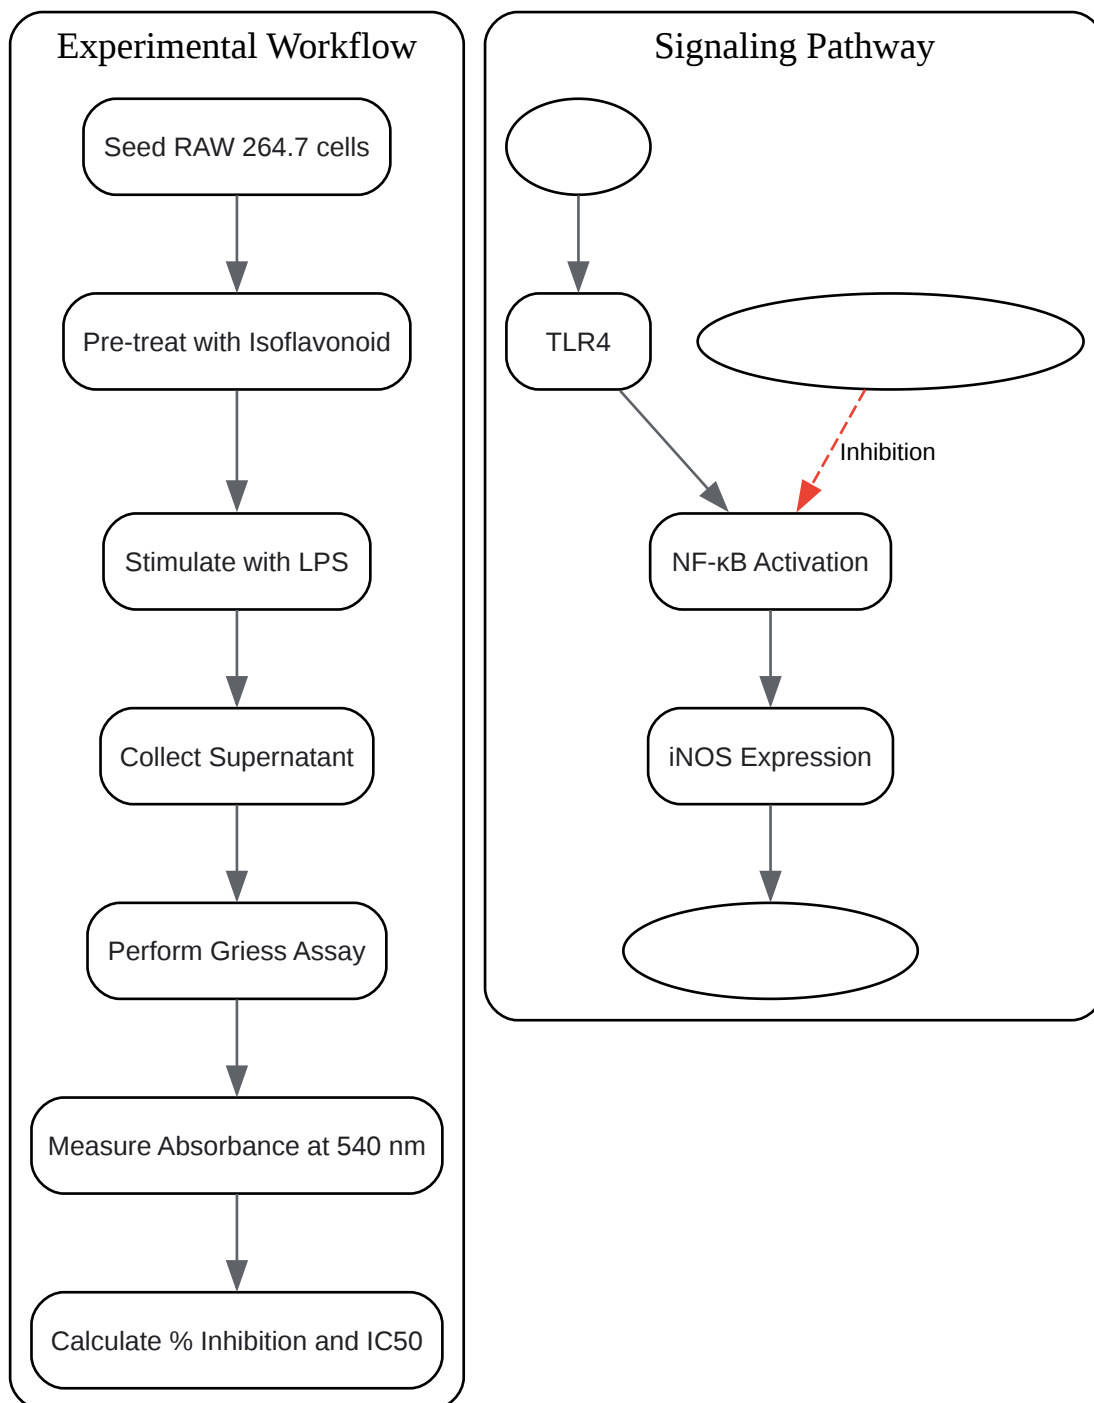 Experimental Workflow
Seed RAW 264.7 cells
Pre-treat with Isoflavonoid
Stimulate with LPS
Collect Supernatant
Perform Griess Assay
Measure Absorbance at 540 nm
Calculate % Inhibition and IC50
Signaling Pathway
TLR4
Inhibition
NF-κB Activation
iNOS Expression